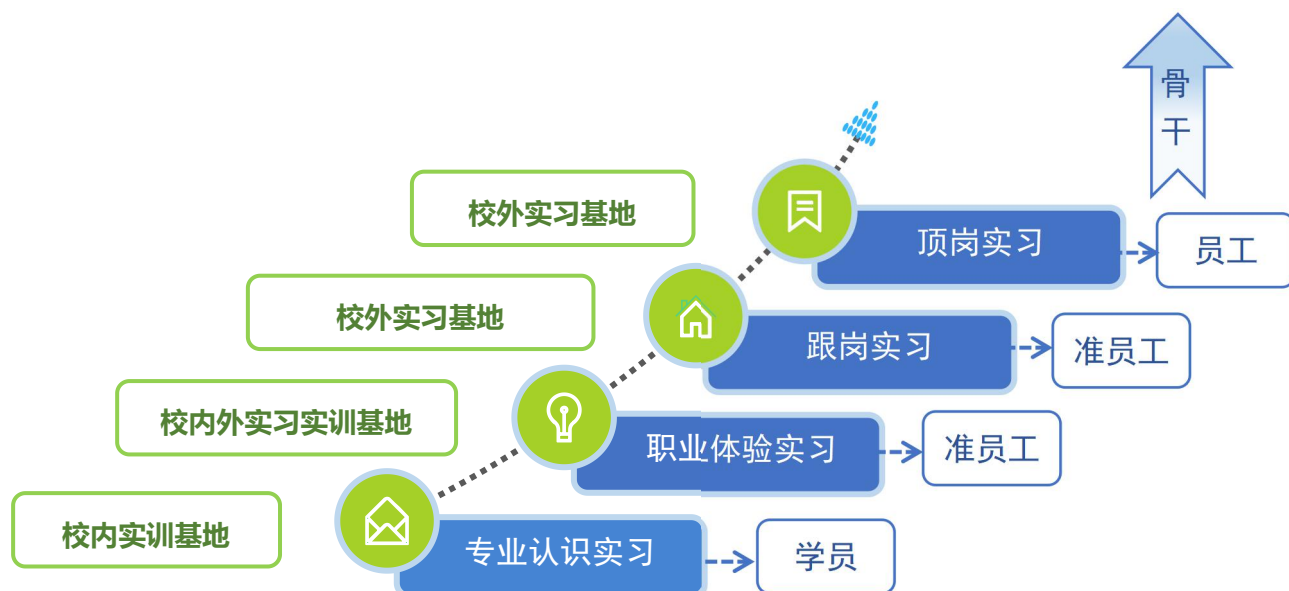 骨
干
校外实习基地
顶岗实习
员工
校外实习基地
跟岗实习
准员工
校内外实习实训基地
职业体验实习
准员工
校内实训基地
专业认识实习
学员